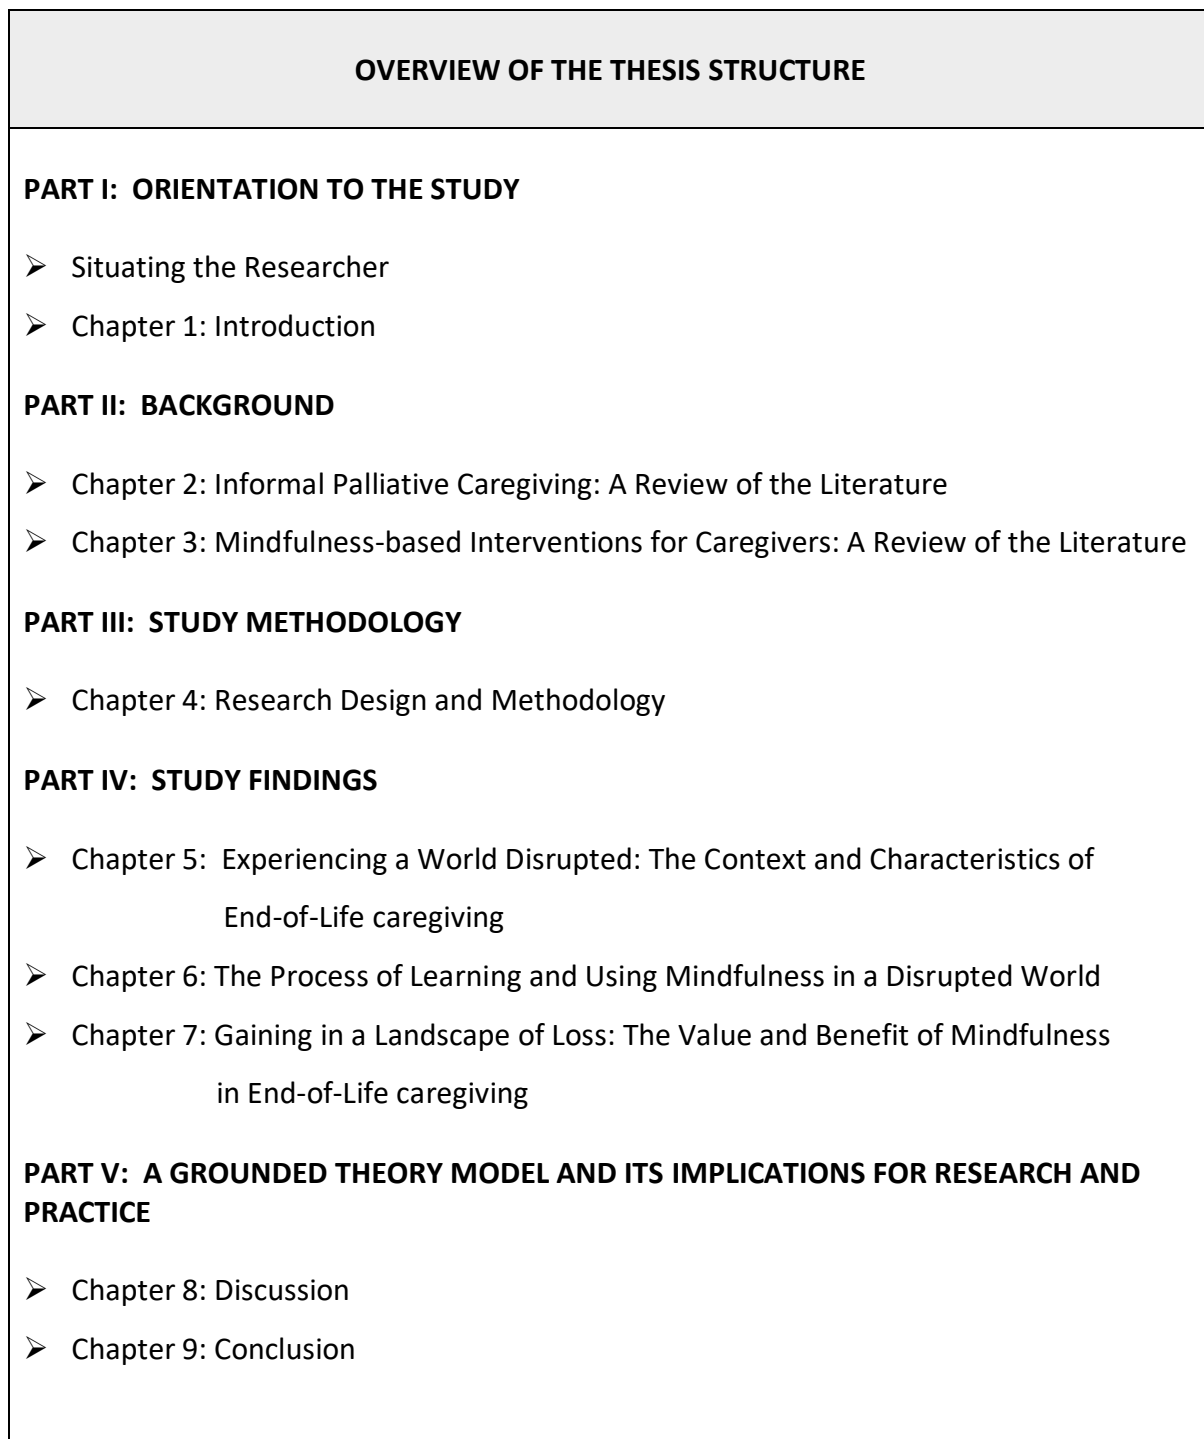 OVERVIEW OF THE THESIS STRUCTURE
PART I:  ORIENTATION TO THE STUDY
➢ Situating the Researcher
➢ Chapter 1: Introduction
PART II:  BACKGROUND
➢ Chapter 2: Informal Palliative Caregiving: A Review of the Literature
➢ Chapter 3: Mindfulness-based Interventions for Caregivers: A Review of the Literature
PART III:  STUDY METHODOLOGY
➢ Chapter 4: Research Design and Methodology
PART IV:  STUDY FINDINGS
➢ Chapter 5:  Experiencing a World Disrupted: The Context and Characteristics of
End-of-Life caregiving
➢ Chapter 6: The Process of Learning and Using Mindfulness in a Disrupted World
➢ Chapter 7: Gaining in a Landscape of Loss: The Value and Benefit of Mindfulness
in End-of-Life caregiving
PART V:  A GROUNDED THEORY MODEL AND ITS IMPLICATIONS FOR RESEARCH AND
PRACTICE
➢ Chapter 8: Discussion
➢ Chapter 9: Conclusion